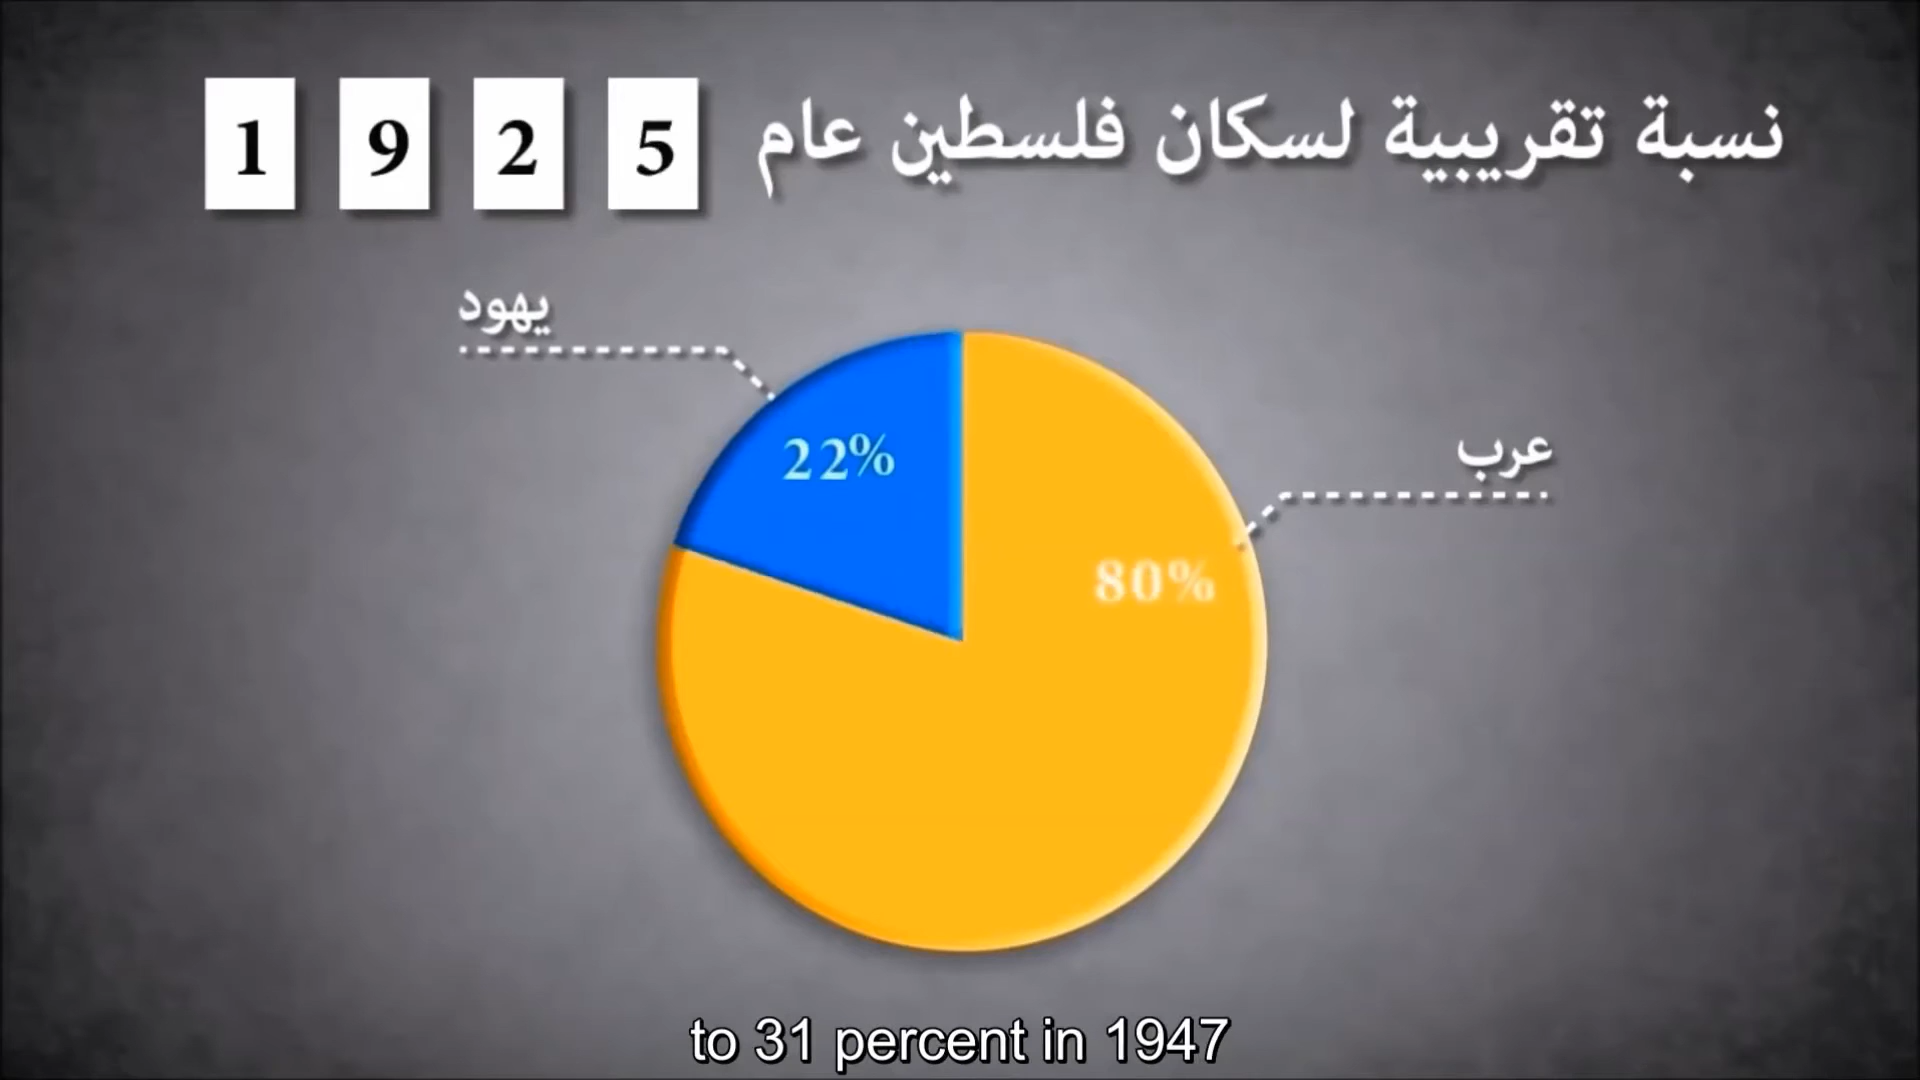 نسبة تقريبية لسكان فلسطين عام 1925
يهود
22%
عرب
80%
to 31 percent in 1947